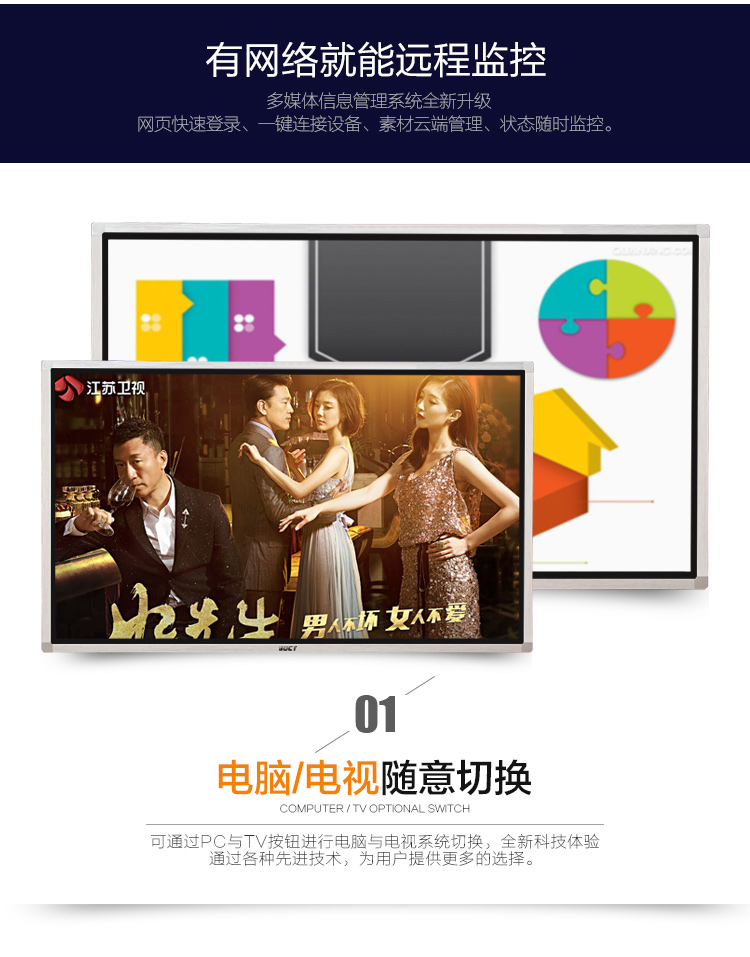 有网络就能远程监控
多媒体信息管理系统全新升级
网页快速登录、一键连接设备、素材云端管理、状态随时监控。
江苏卫视
好先生
男人不坏 女人不爱
01
电脑/电视随意切换
COMPUTER / TV OPTIONAL SWITCH
可通过PC与TV按钮进行电脑与电视系统切换，全新科技体验
通过各种先进技术，为用户提供更多的选择。